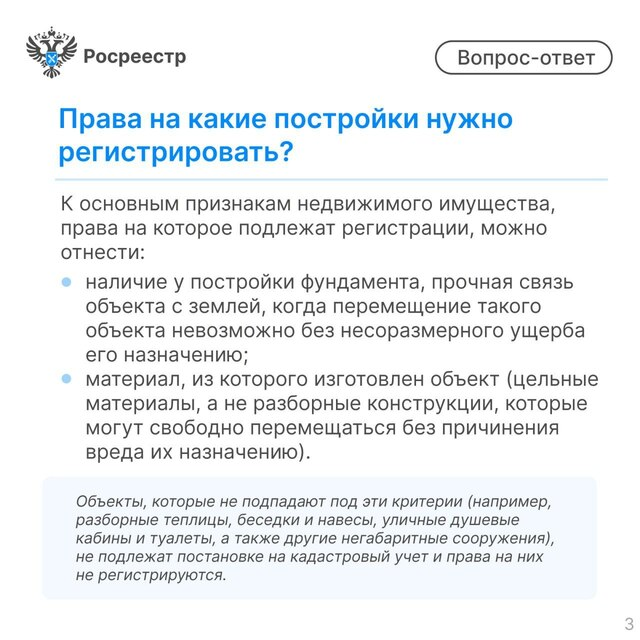 Росреестр
Вопрос-ответ
Права на какие постройки нужно
регистрировать?
К основным признакам недвижимого имущества,
права на которое подлежат регистрации, можно
отнести:
наличие у постройки фундамента, прочная связь
объекта с землей, когда перемещение такого
объекта невозможно без несоразмерного ущерба
его назначению;
материал, из которого изготовлен объект (цельные
материалы, а не разборные конструкции, которые
могут свободно перемещаться без причинения
вреда их назначению).
Объекты, которые не подпадают под эти критерии (например,
разборные теплицы, беседки и навесы, уличные душевые
кабины и туалеты, а также другие негабаритные сооружения),
не подлежат постановке на кадастровый учет и права на них
не регистрируются.
3